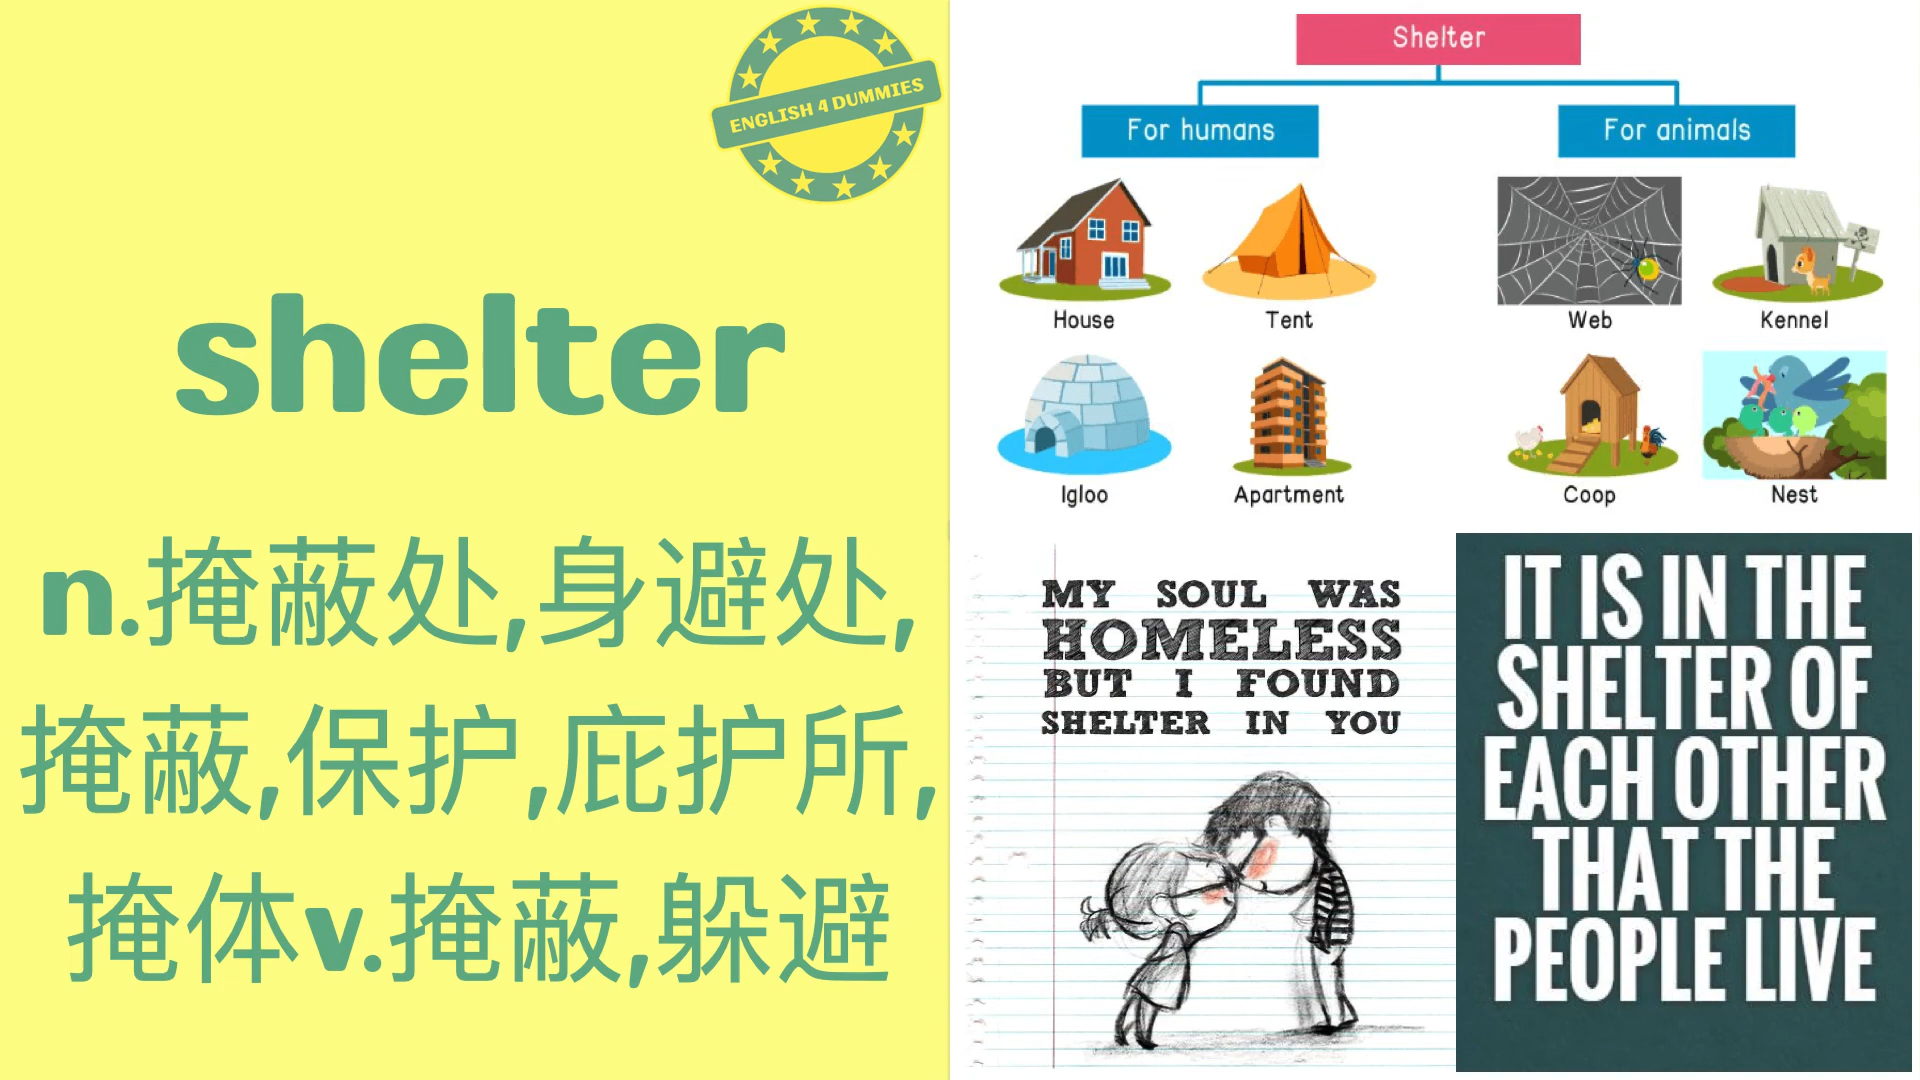 ENGLISH 4 DUMMIES
shelter
n.掩蔽处,身避处,
掩蔽,保护,庇护所,
掩体v.掩蔽,躲避
Shelter
For humans
For animals
House
Tent
Web
Kennel
Igloo
Apartment
Coop
Nest
MY SOUL WAS
HOMELESS
BUT I FOUND
SHELTER IN YOU
IT IS IN THE
SHELTER OF
EACH OTHER
THAT THE
PEOPLE LIVE